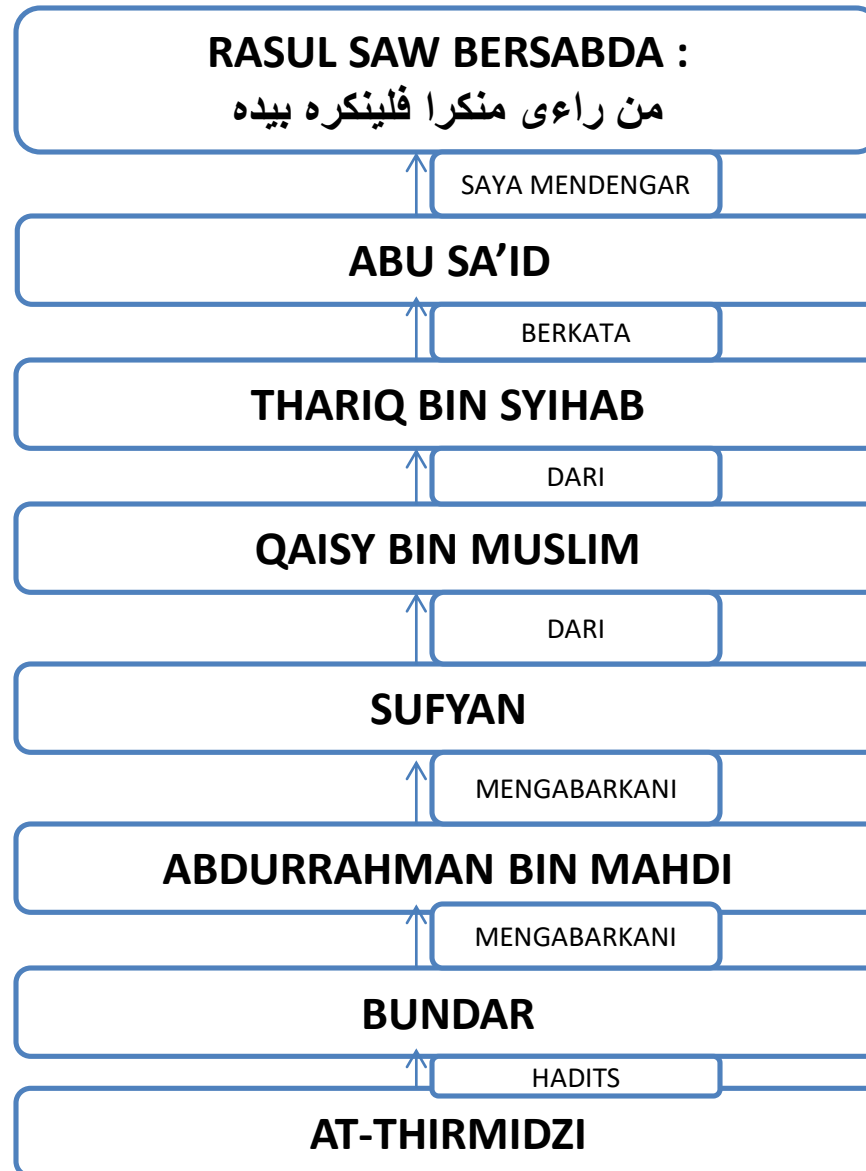 RASUL SAW BERSABDA :
من راءى منكرا فلينكره بيده
SAYA MENDENGAR
ABU SA’ID
BERKATA
THARIQ BIN SYIHAB
DARI
QAISY BIN MUSLIM
DARI
SUFYAN
MENGABARKANI
ABDURRAHMAN BIN MAHDI
MENGABARKANI
BUNDAR
HADITS
AT-THIRMIDZI